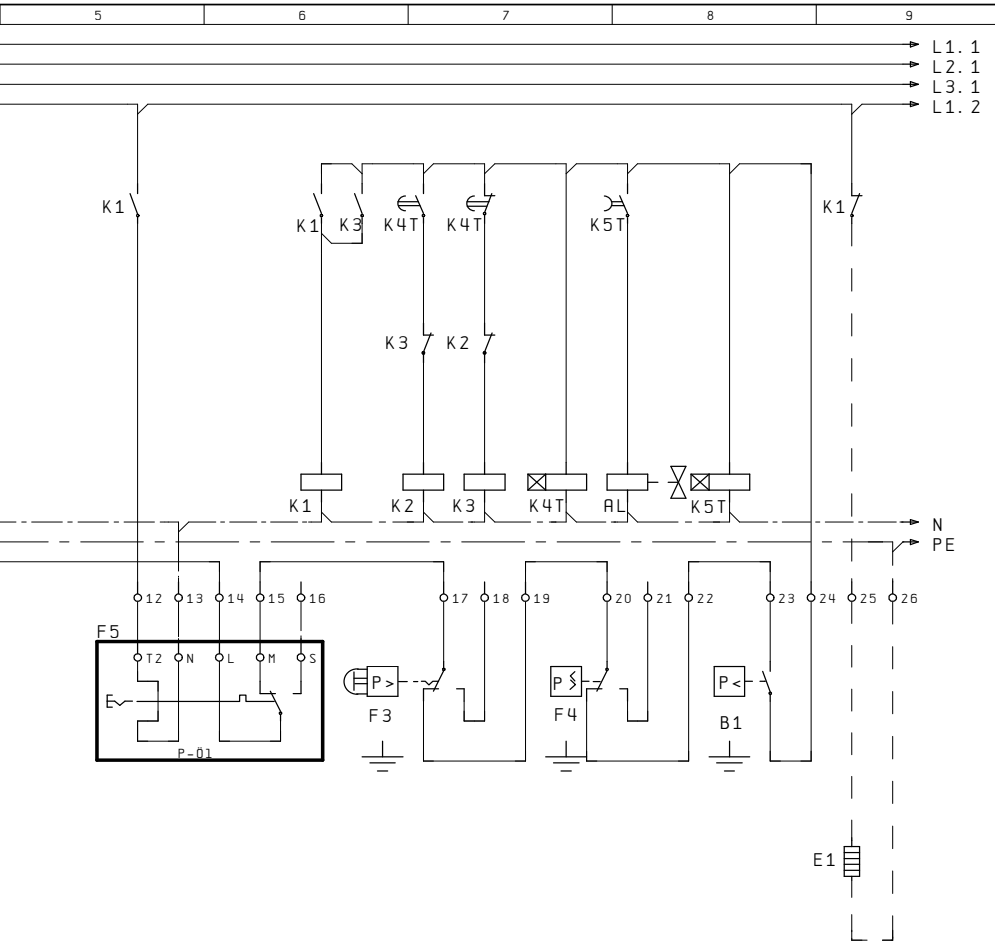 5 6 7 8 9
L1.1
L2.1
L3.1
L1.2
K1 K1 K3 K4T K4T K5T K1
K3 K2
K1 K2 K3 K4T AL K5T
N
PE
12 13 14 15 16 17 18 19 20 21 22 23 24 25 26
F5
T2 N L M S
P> P P<
F3 F4 B1
P-Öl
E1